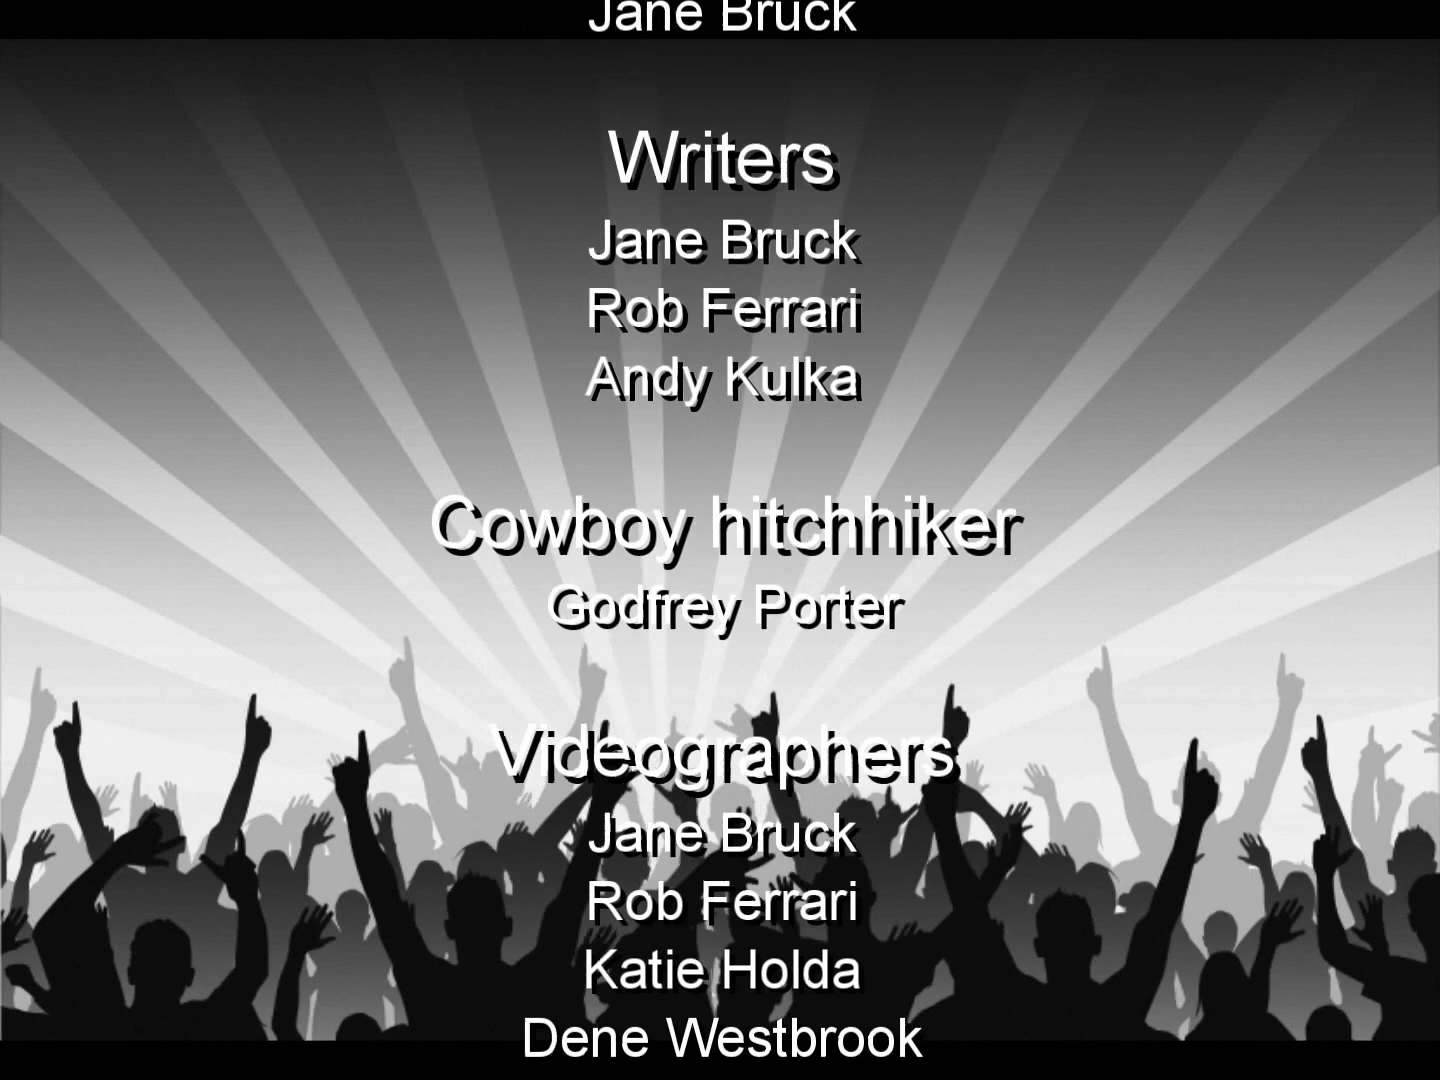 Jane Bruck
Writers
Jane Bruck
Rob Ferrari
Andy Kulka
Cowboy hitchhiker
Godfrey Porter
Videographers
Jane Bruck
Rob Ferrari
Katie Holda
Dene Westbrook